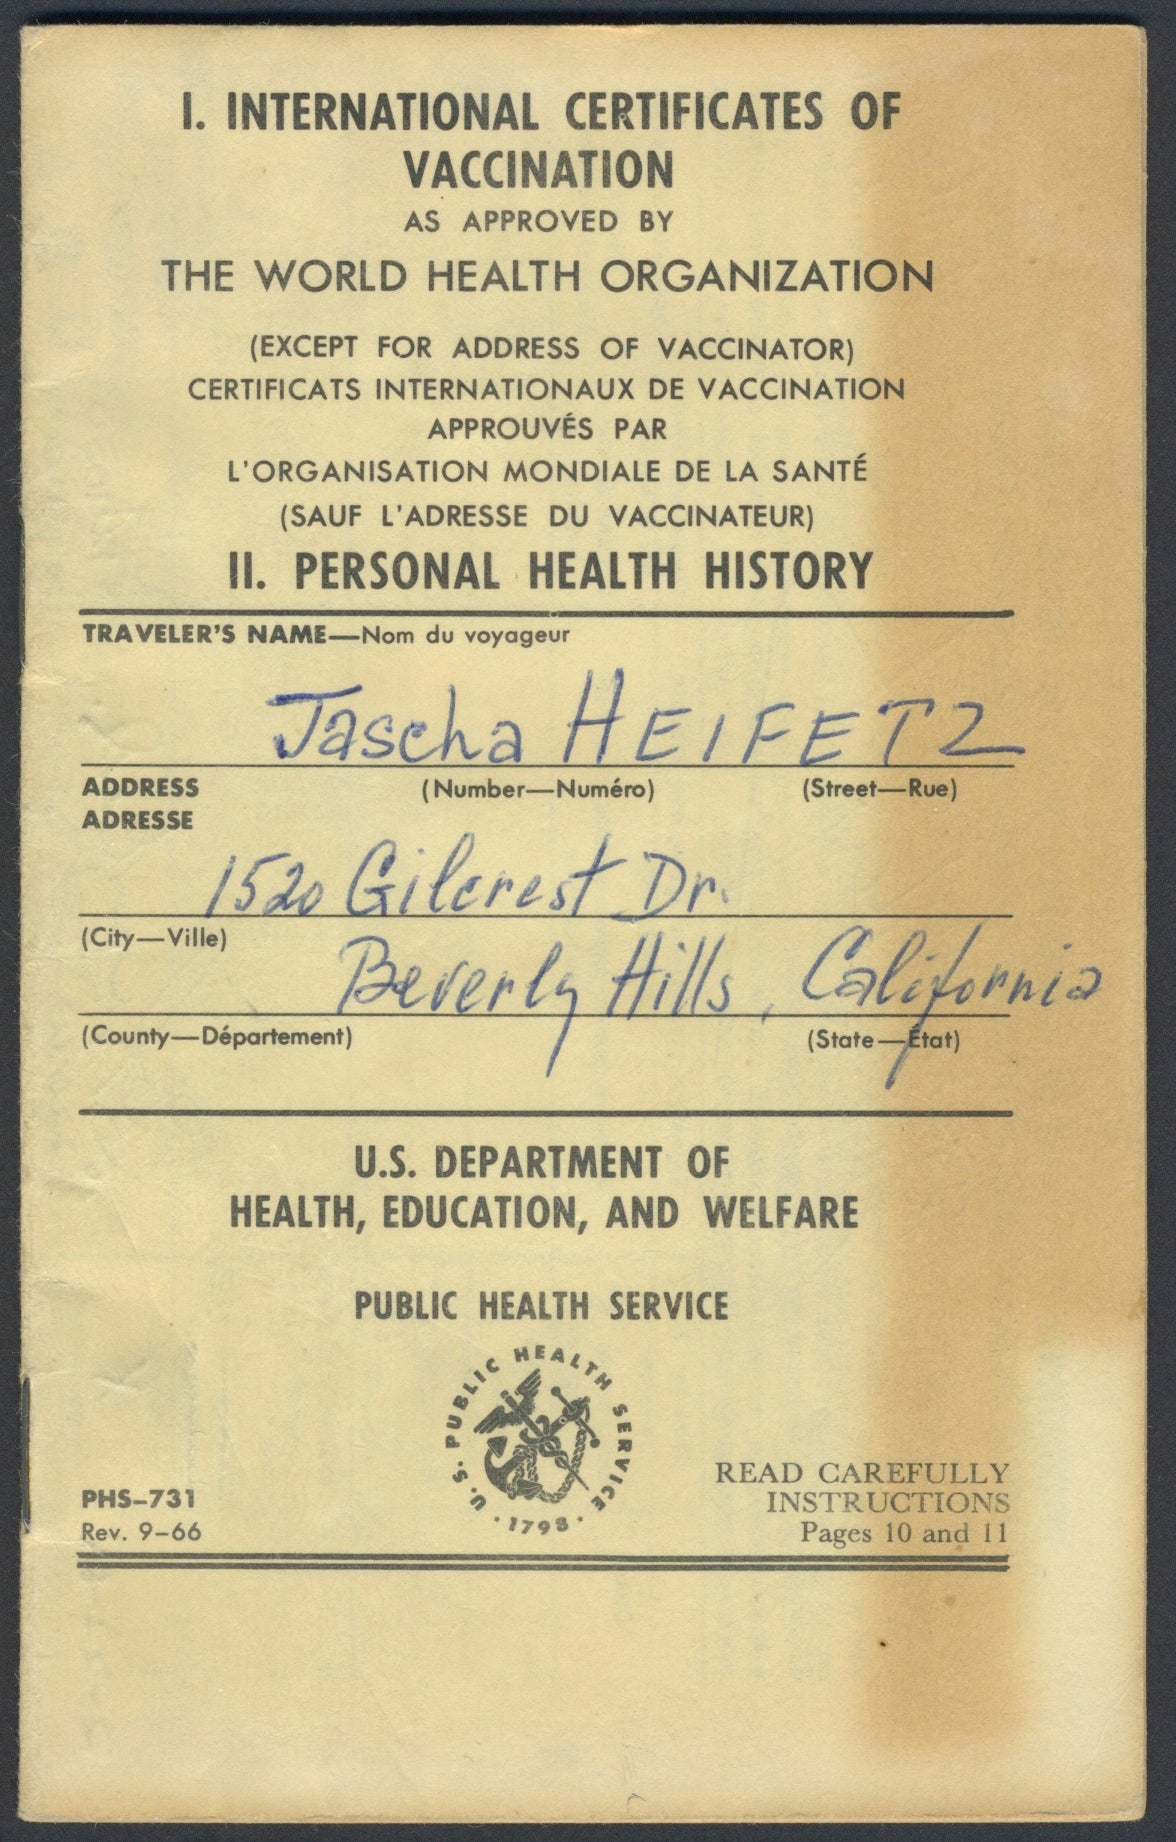 I. INTERNATIONAL CERTIFICATES OF
VACCINATION
AS APPROVED BY
THE WORLD HEALTH ORGANIZATION
(EXCEPT FOR ADDRESS OF VACCINATOR)
CERTIFICATS INTERNATIONAUX DE VACCINATION
APPROUVÉS PAR
L'ORGANISATION MONDIALE DE LA SANTÉ
(SAUF L'ADRESSE DU VACCINATEUR)
II. PERSONAL HEALTH HISTORY
TRAVELER'S NAME—Nom du voyageur
Jascha HEIFETZ
ADDRESS (Number—Numéro) (Street—Rue)
ADRESSE
1520 Gilcrest Dr.
(City—Ville)
Beverly Hills, California
(County—Département) (State—État)
U.S. DEPARTMENT OF
HEALTH, EDUCATION, AND WELFARE
PUBLIC HEALTH SERVICE
U.S. PUBLIC HEALTH SERVICE
· 1798 ·
READ CAREFULLY
INSTRUCTIONS
Pages 10 and 11
PHS-731
Rev. 9-66